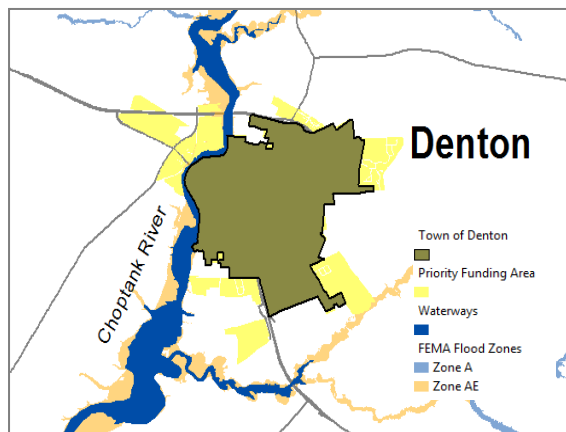 Denton
Choptank River
Town of Denton
Priority Funding Area
Waterways
FEMA Flood Zones
Zone A
Zone AE